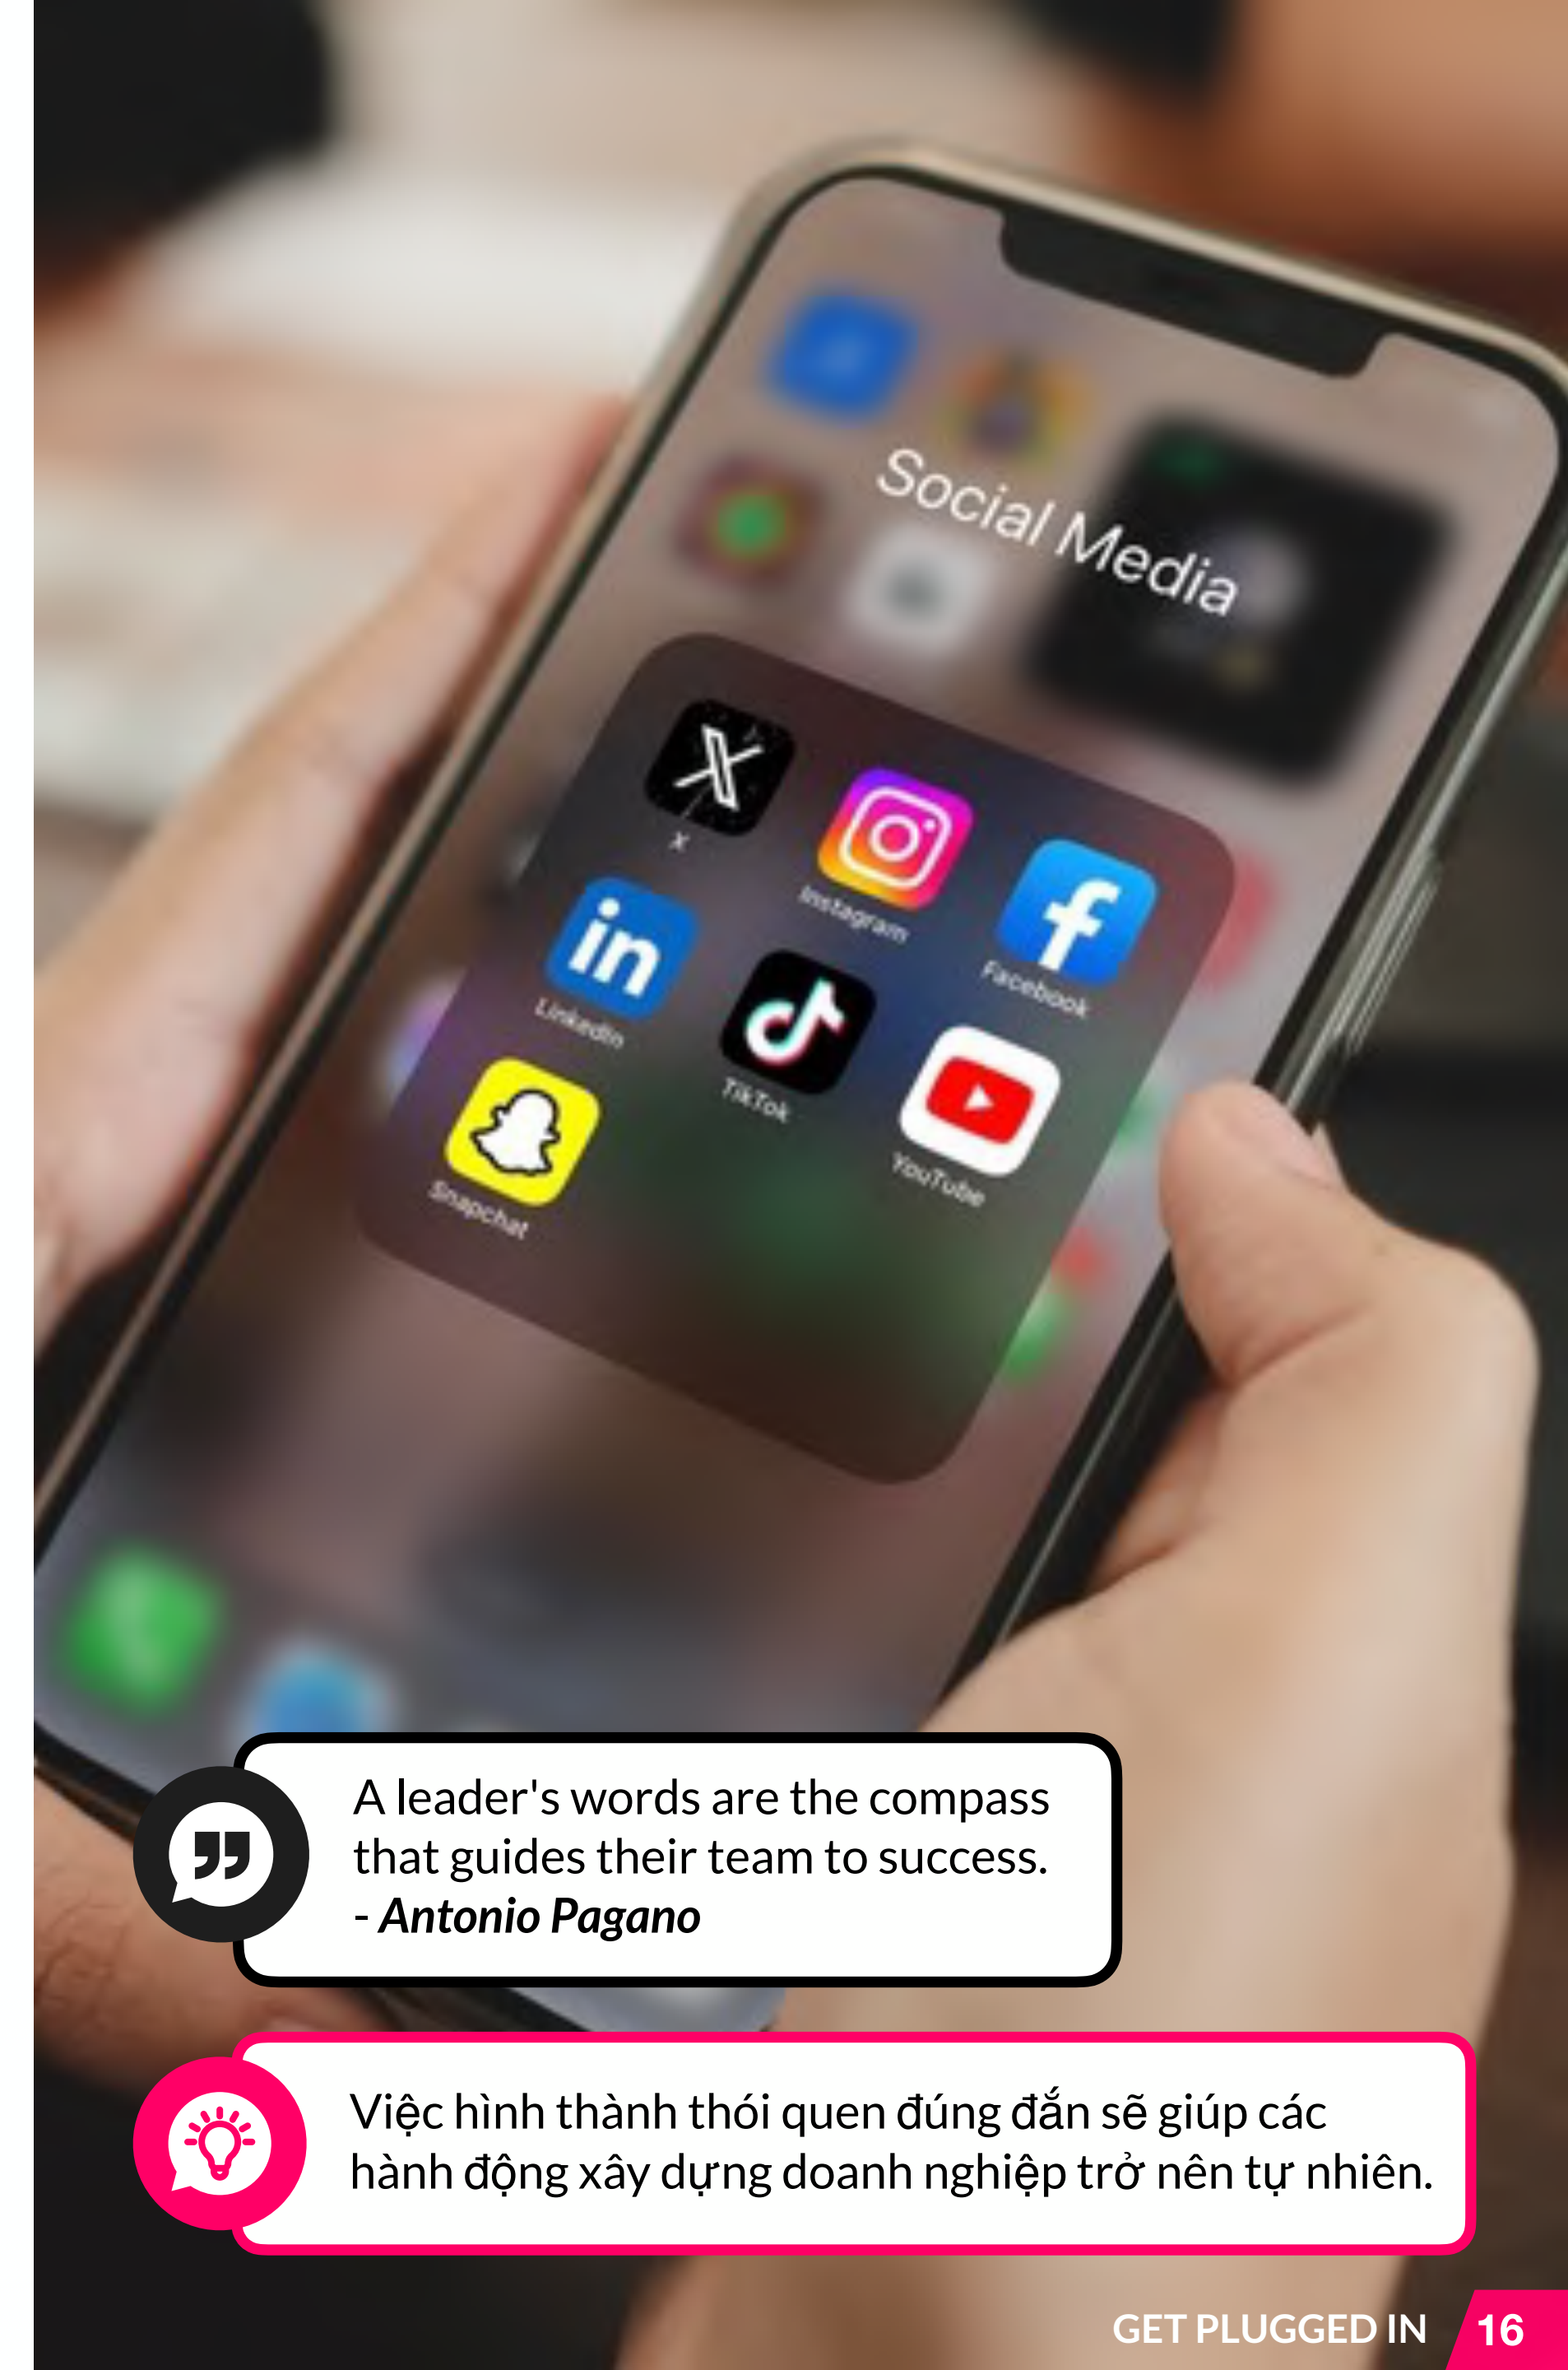 Social Media
X
Instagram
Facebook
LinkedIn
TikTok
YouTube
Snapchat
A leader's words are the compass
that guides their team to success.
- Antonio Pagano
Việc hình thành thói quen đúng đắn sẽ giúp các
hành động xây dựng doanh nghiệp trở nên tự nhiên.
GET PLUGGED IN 16